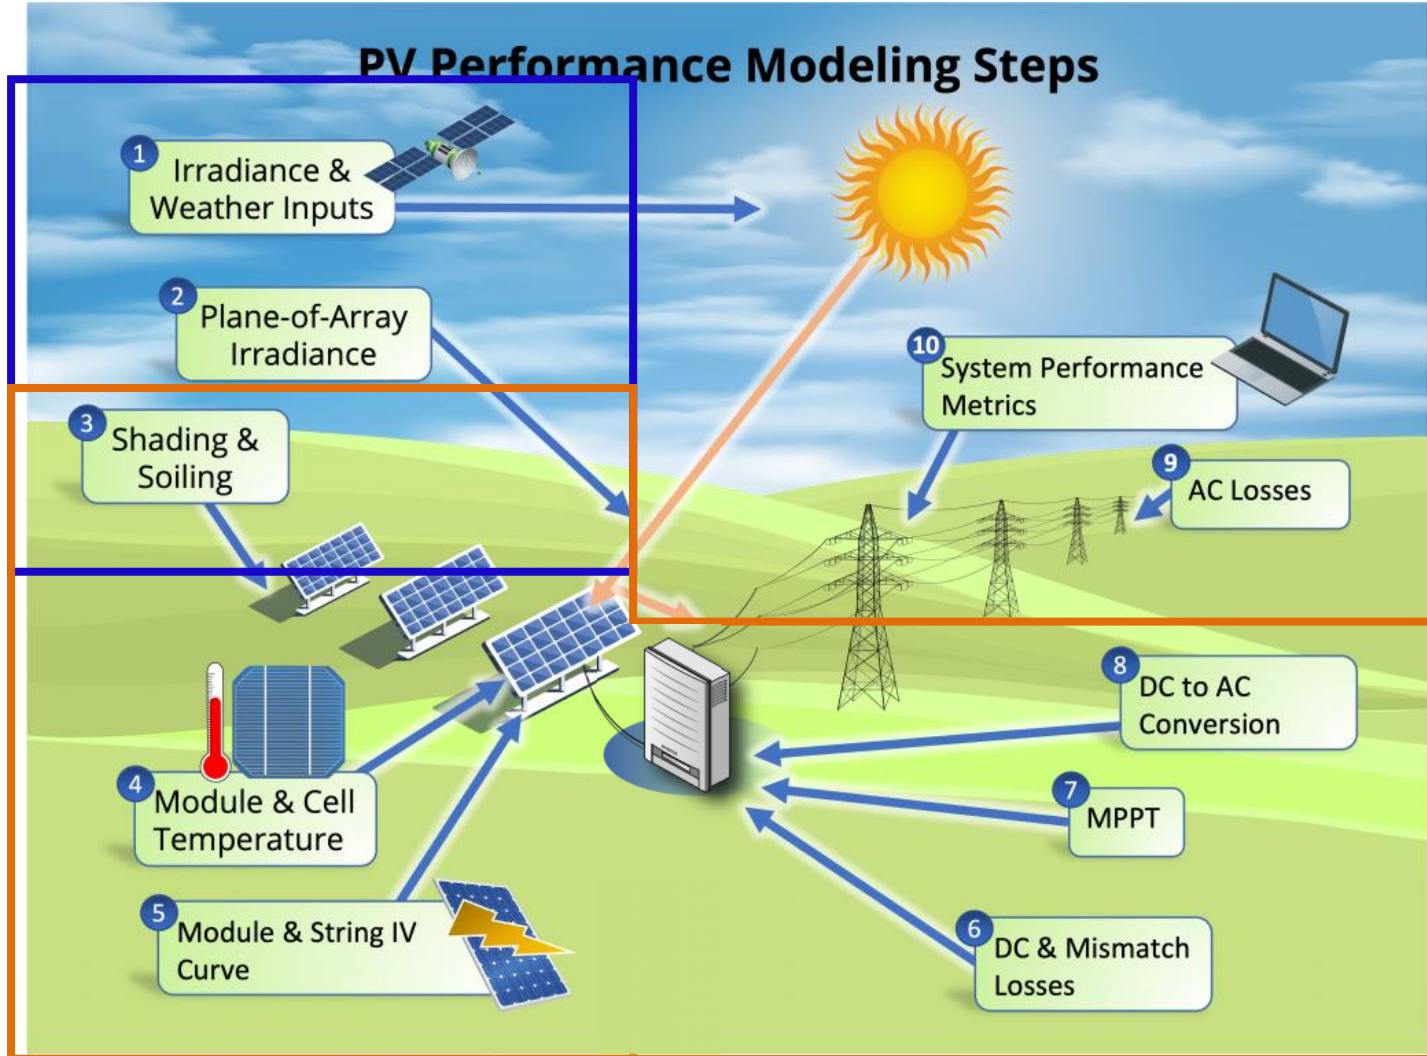 PV Performance Modeling Steps
1
Irradiance &
Weather Inputs
2
Plane-of-Array
Irradiance
3
Shading &
Soiling
4
Module & Cell
Temperature
5
Module & String IV
Curve
6
DC & Mismatch
Losses
7
MPPT
8
DC to AC
Conversion
9
AC Losses
10
System Performance
Metrics